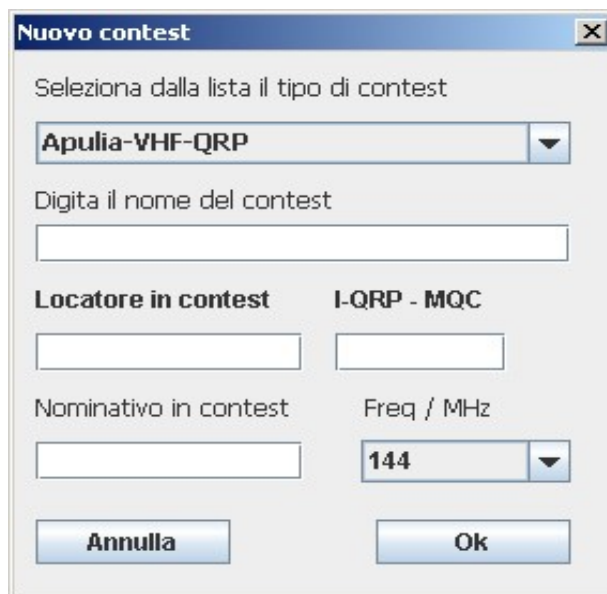 Nuovo contest
Seleziona dalla lista il tipo di contest
Apulia-VHF-QRP
Digita il nome del contest
Locatore in contest I-QRP - MQC
Nominativo in contest Freq / MHz
144
Annulla Ok